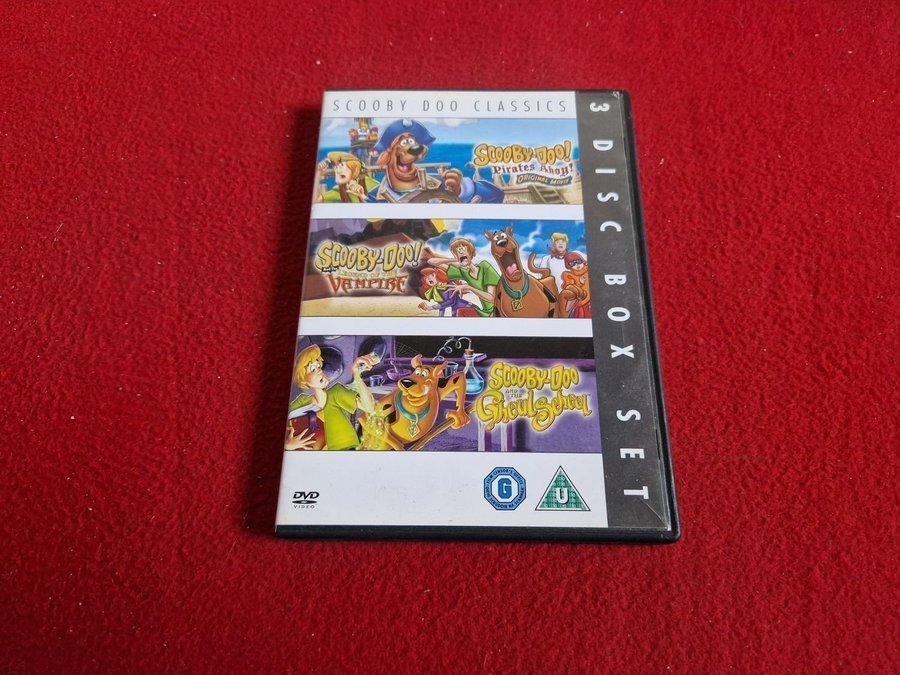 SCOOBY DOO CLASSICS
3 DISC BOX SET
SCOOBY-DOO!
Pirates Ahoy!
ORIGINAL MOVIE
SCOOBY-DOO!
VAMPIRE
SCOOBY-DOO
AND THE
Ghoul School
DVD
VIDEO
G
U